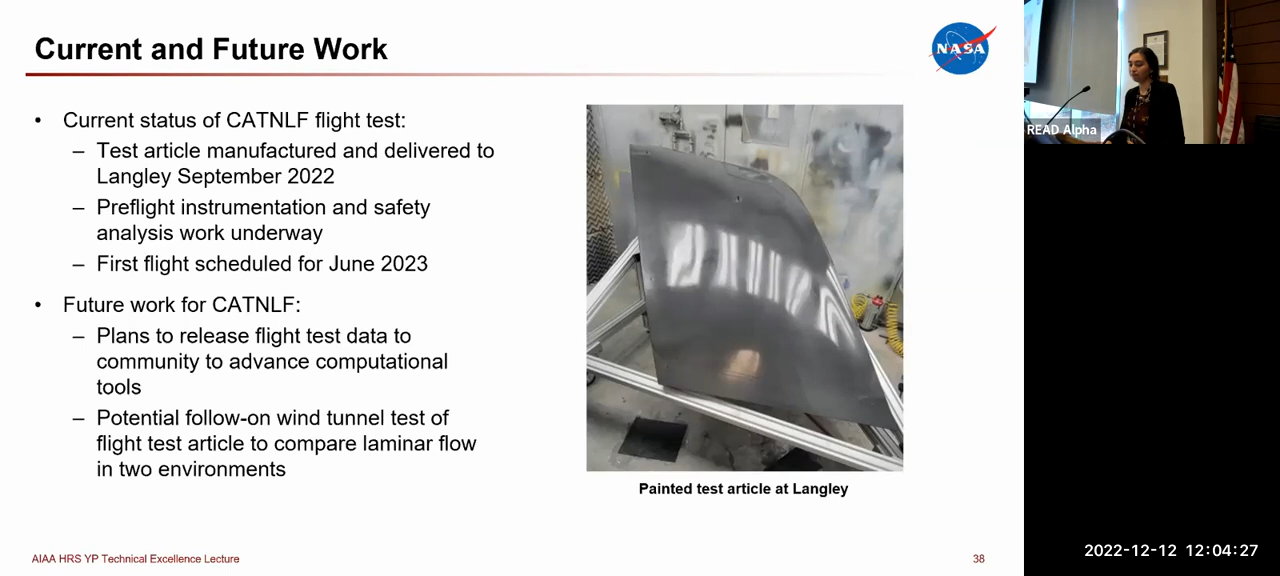 Current and Future Work
NASA
• Current status of CATNLF flight test:
– Test article manufactured and delivered to
Langley September 2022
– Preflight instrumentation and safety
analysis work underway
– First flight scheduled for June 2023
• Future work for CATNLF:
– Plans to release flight test data to
community to advance computational
tools
– Potential follow-on wind tunnel test of
flight test article to compare laminar flow
in two environments
Painted test article at Langley
AIAA HRS YP Technical Excellence Lecture
38
READ Alpha
2022-12-12 12:04:27